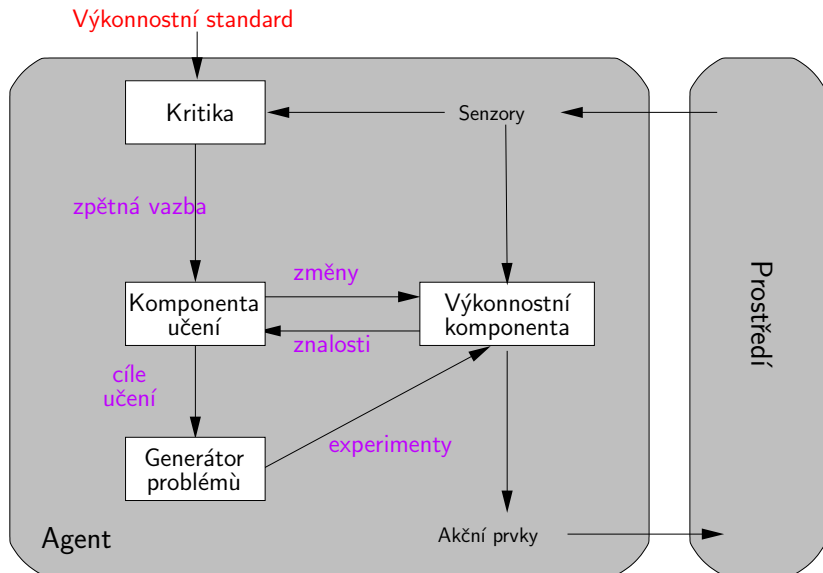 Výkonnostní standard
Kritika
Senzory
zpětná vazba
změny
Komponenta
učení
Výkonnostní
komponenta
znalosti
cíle
učení
experimenty
Generátor
problémù
Agent
Akční prvky
Prostředí